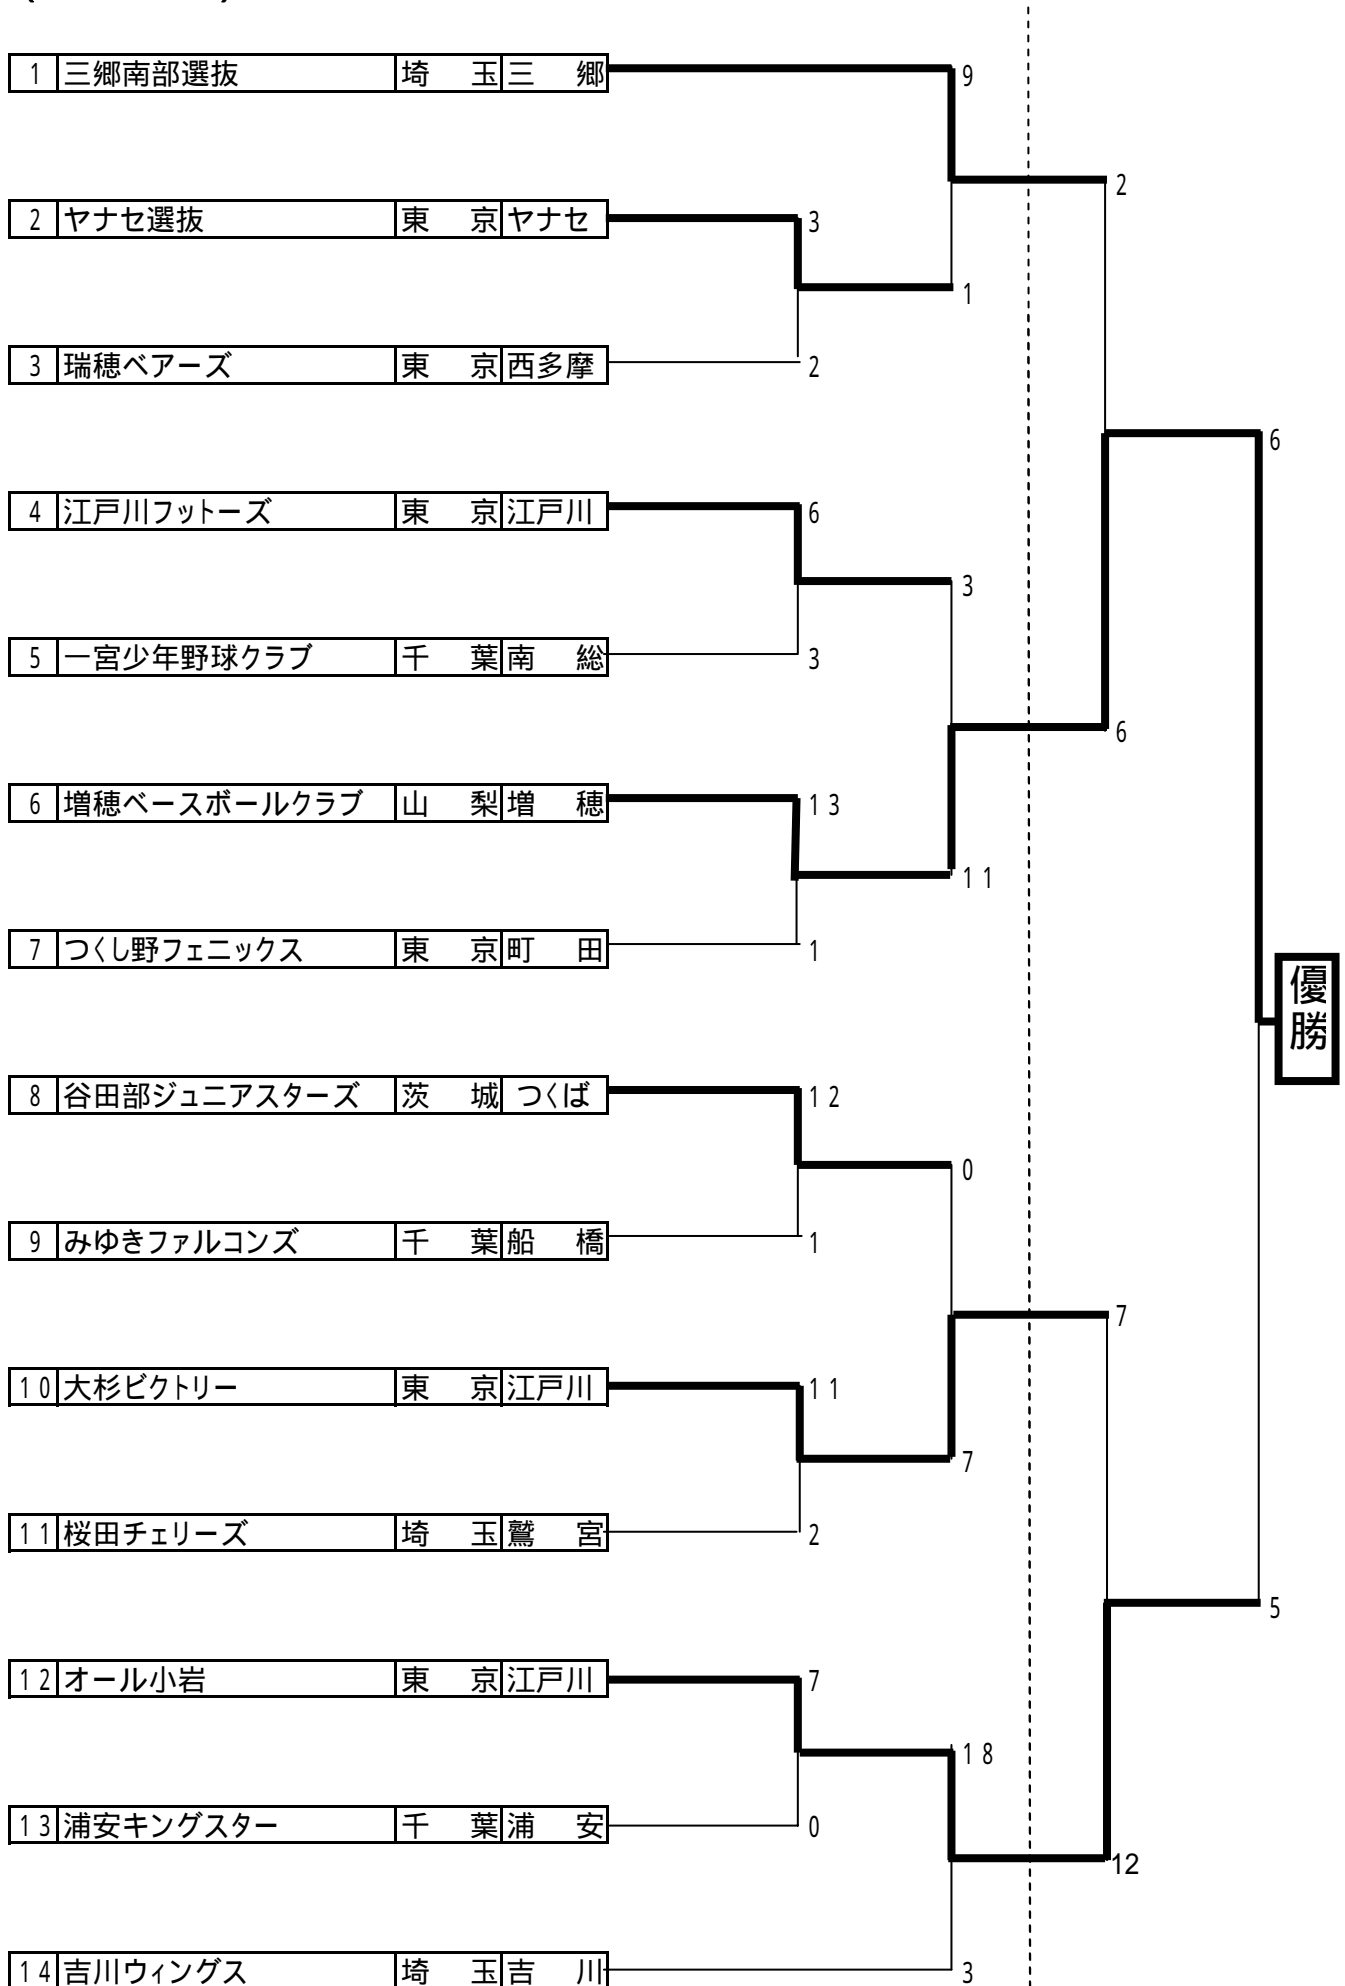 1 三郷南部選抜 埼 玉 三 郷
9
2
2 ヤナセ選抜 東 京 ヤナセ
3
1
3 瑞穂ベアーズ 東 京 西多摩
2
6
4 江戸川フットーズ 東 京 江戸川
6
3
5 一宮少年野球クラブ 千 葉 南 総
3
6
6 増穂ベースボールクラブ 山 梨 増 穂
13
11
7 つくし野フェニックス 東 京 町 田
1
優勝
8 谷田部ジュニアスターズ 茨 城 つくば
12
0
9 みゆきファルコンズ 千 葉 船 橋
1
7
10 大杉ビクトリー 東 京 江戸川
11
7
11 桜田チェリーズ 埼 玉 鷲 宮
2
5
12 オール小岩 東 京 江戸川
7
18
13 浦安キングスター 千 葉 浦 安
0
12
14 吉川ウィングス 埼 玉 吉 川
3